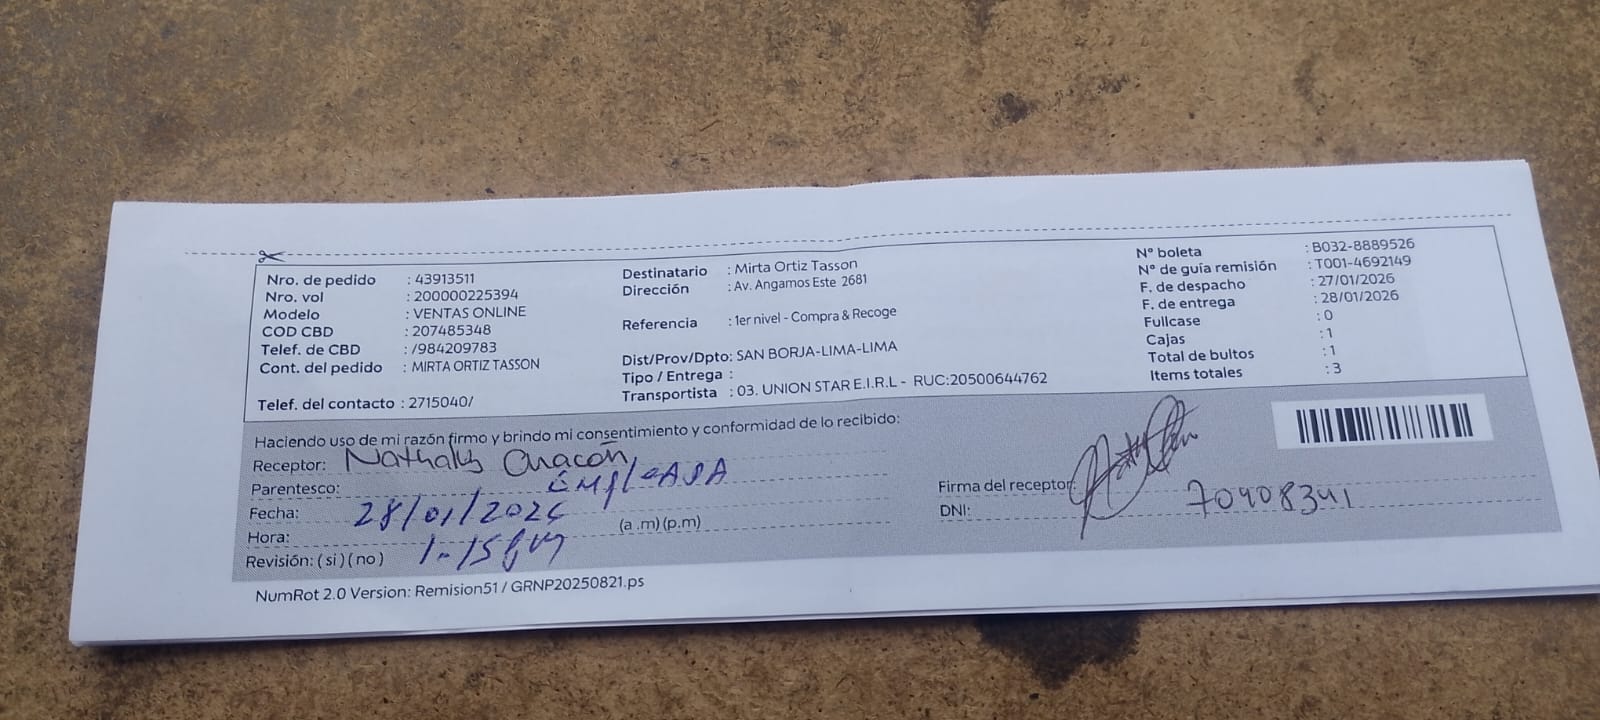 Nro. de pedido : 43913511
Nro. vol : 200000225394
Modelo : VENTAS ONLINE
COD CBD : 207485348
Telef. de CBD : /984209783
Cont. del pedido : MIRTA ORTIZ TASSON
Telef. del contacto : 2715040/
Destinatario : Mirta Ortiz Tasson
Dirección : Av. Angamos Este 2681
Referencia : 1er nivel - Compra & Recoge
Dist/Prov/Dpto: SAN BORJA-LIMA-LIMA
Tipo / Entrega :
Transportista : 03. UNION STAR E.I.R.L - RUC:20500644762
N° boleta : B032-8889526
N° de guía remisión : T001-4692149
F. de despacho : 27/01/2026
F. de entrega : 28/01/2026
Fullcase : 0
Cajas : 1
Total de bultos : 1
Items totales : 3
Haciendo uso de mi razón firmo y brindo mi consentimiento y conformidad de lo recibido:
Receptor: Nathaly Chacón
Parentesco: EmpleADA
Fecha: 28/01/2026
Hora: 1-15 pm (a .m) (p.m)
Revisión: ( si ) ( no )
Firma del receptor:
DNI: 70908341
NumRot 2.0 Version: Remision51 / GRNP20250821.ps